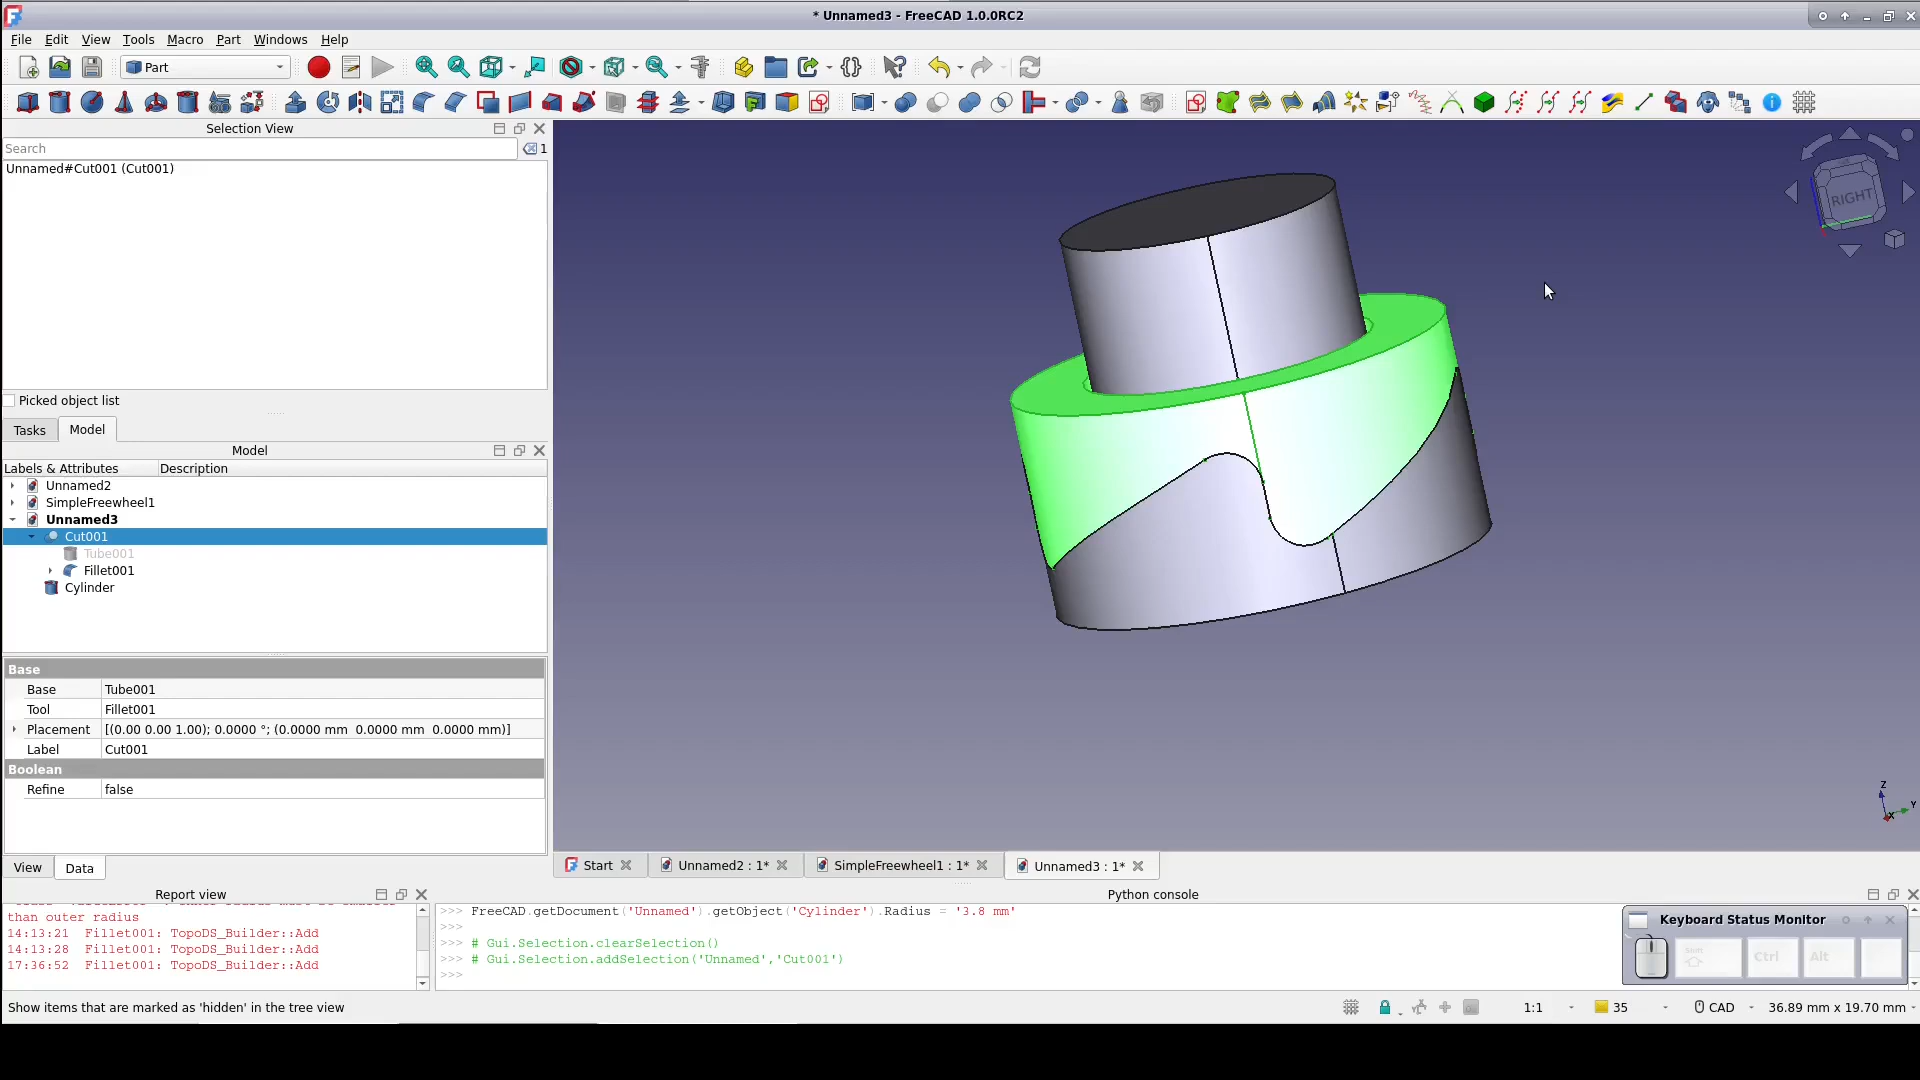 * Unnamed3 - FreeCAD 1.0.0RC2
File Edit View Tools Macro Part Windows Help
Part
Selection View
Search
1
Unnamed#Cut001 (Cut001)
Picked object list
Tasks Model
Model
Labels & Attributes Description
Unnamed2
SimpleFreewheel1
Unnamed3
Cut001
Tube001
Fillet001
Cylinder
Base
Base Tube001
Tool Fillet001
Placement [(0.00 0.00 1.00); 0.0000 °; (0.0000 mm 0.0000 mm 0.0000 mm)]
Label Cut001
Boolean
Refine false
View Data
RIGHT
Z
Y
X
Start Unnamed2 : 1* SimpleFreewheel1 : 1* Unnamed3 : 1*
Report view
than outer radius
14:13:21 Fillet001: TopoDS_Builder::Add
14:13:28 Fillet001: TopoDS_Builder::Add
17:36:52 Fillet001: TopoDS_Builder::Add
Python console
>>> FreeCAD.getDocument('Unnamed').getObject('Cylinder').Radius = '3.8 mm'
>>>
>>> # Gui.Selection.clearSelection()
>>> # Gui.Selection.addSelection('Unnamed','Cut001')
>>>
Keyboard Status Monitor
Shift Ctrl Alt
Show items that are marked as 'hidden' in the tree view
1:1 35 CAD 36.89 mm x 19.70 mm